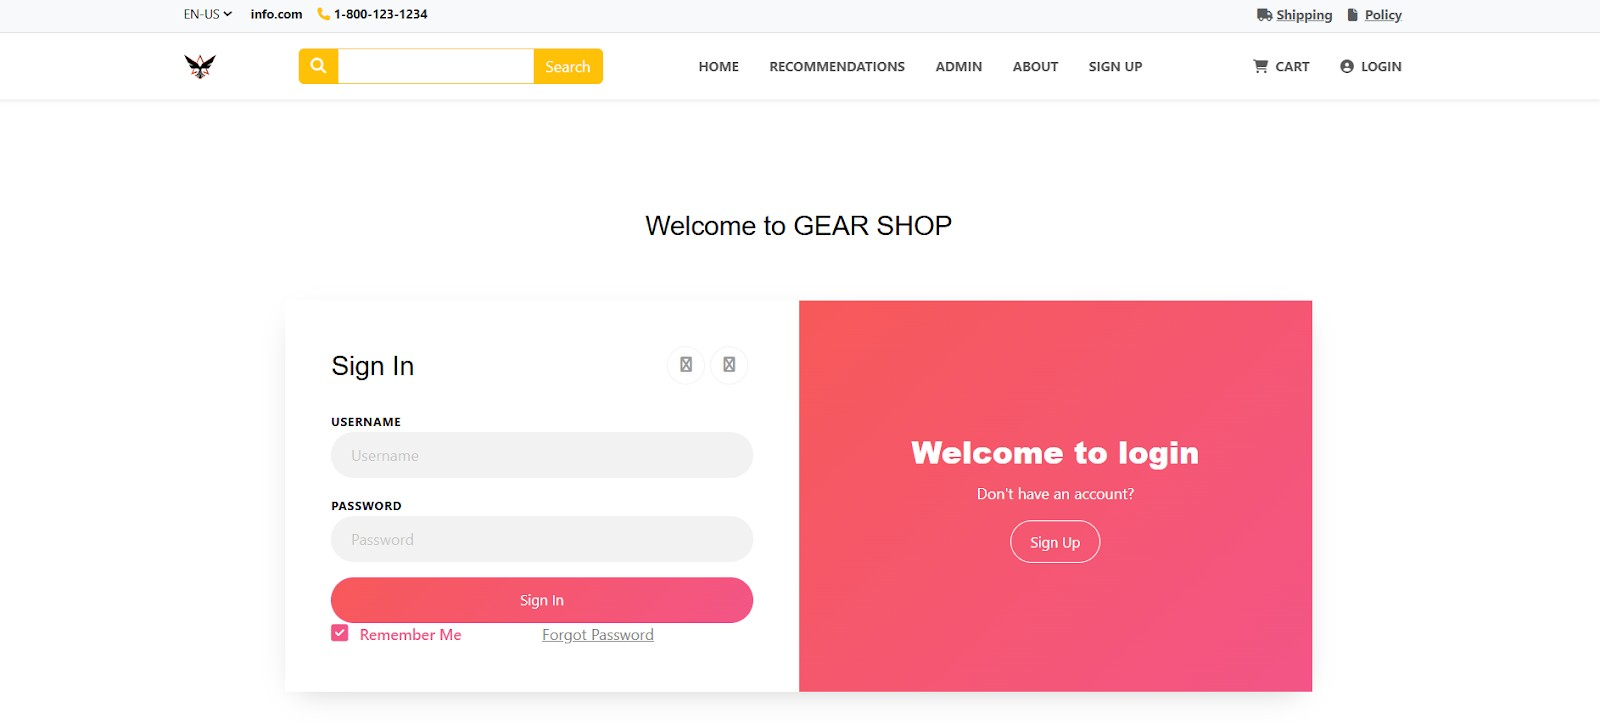 EN-US info.com 1-800-123-1234 Shipping Policy
Search HOME RECOMMENDATIONS ADMIN ABOUT SIGN UP CART LOGIN
Welcome to GEAR SHOP
Sign In
USERNAME
Username
PASSWORD
Password
Sign In
Remember Me Forgot Password
Welcome to login
Don't have an account?
Sign Up